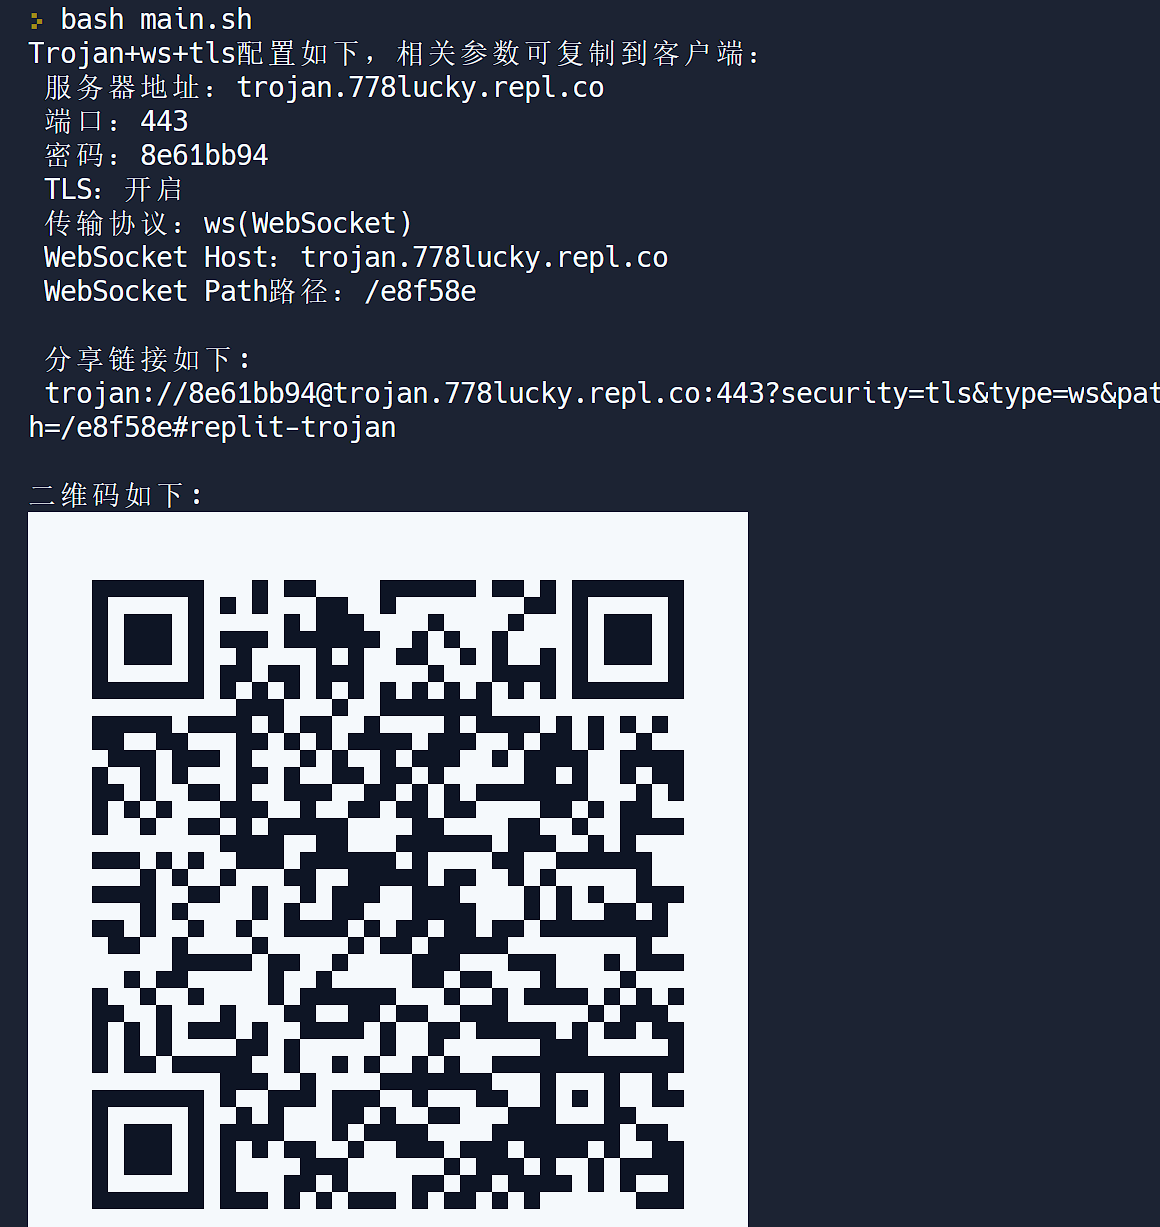 bash main.sh
Trojan+ws+tls配置如下，相关参数可复制到客户端：
服务器地址：trojan.778lucky.repl.co
端口：443
密码：8e61bb94
TLS：开启
传输协议：ws(WebSocket)
WebSocket Host：trojan.778lucky.repl.co
WebSocket Path路径：/e8f58e
分享链接如下：
trojan://8e61bb94@trojan.778lucky.repl.co:443?security=tls&type=ws&pat
h=/e8f58e#replit-trojan
二维码如下：